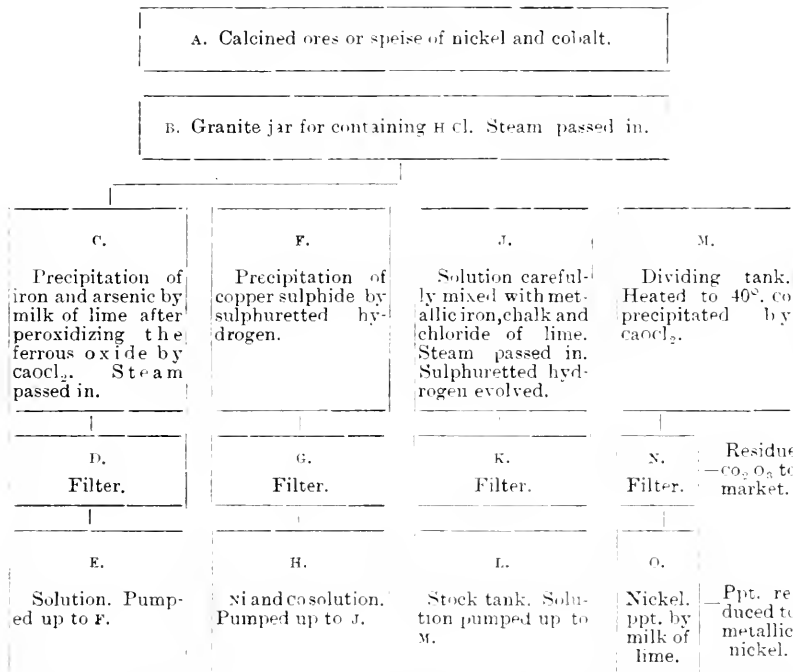 A. Calcined ores or speise of nickel and cobalt.
B. Granite jar for containing H Cl. Steam passed in.
C.
Precipitation of
iron and arsenic by
milk of lime after
peroxidizing the
ferrous oxide by
CaOCl₂. Steam
passed in.
F.
Precipitation of
copper sulphide by
sulphuretted hy-
drogen.
J.
Solution careful-
ly mixed with met-
allic iron, chalk and
chloride of lime.
Steam passed in.
Sulphuretted hyd-
rogen evolved.
M.
Dividing tank.
Heated to 40°. Co
precipitated by
CaOCl₂.
D.
Filter.
G.
Filter.
K.
Filter.
N.
Filter.
Residue
—Co₂O₃ to
market.
E.
Solution. Pump-
ed up to F.
H.
Ni and Co solution.
Pumped up to J.
L.
Stock tank. Solu-
tion pumped up to
M.
O.
Nickel.
ppt. by
milk of
lime.
Ppt. re
duced to
metallic
nickel.